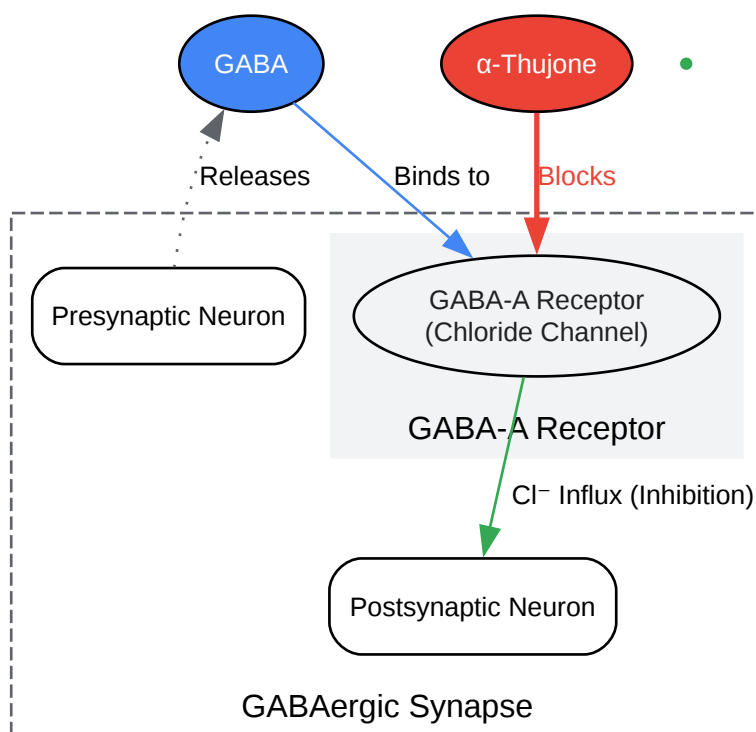 GABA
α-Thujone
Releases
Binds to
Blocks
Presynaptic Neuron
GABA-A Receptor
(Chloride Channel)
GABA-A Receptor
Cl⁻ Influx (Inhibition)
Postsynaptic Neuron
GABAergic Synapse